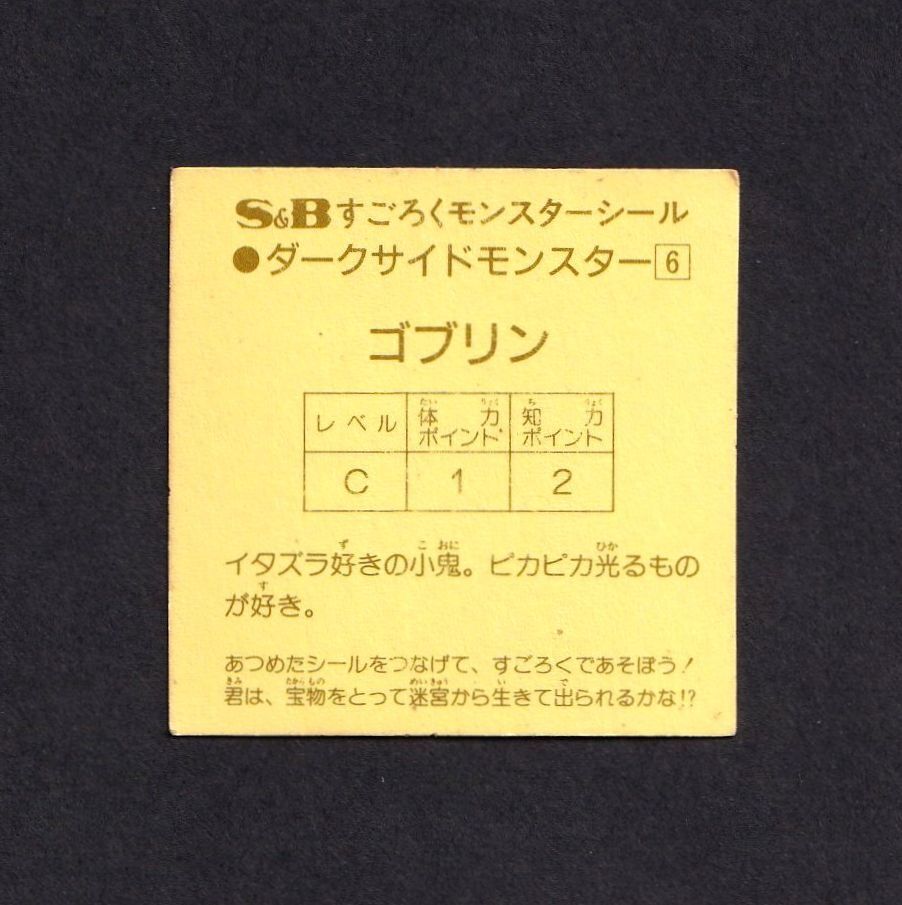 S&Bすごろくモンスターシール
●ダークサイドモンスター6
ゴブリン
レベル 体力ポイント 知力ポイント
C 1 2
イタズラ好きの小鬼。ピカピカ光るもの
が好き。
あつめたシールをつなげて、すごろくであそぼう!
君は、宝物をとって迷宮から生きて出られるかな!?